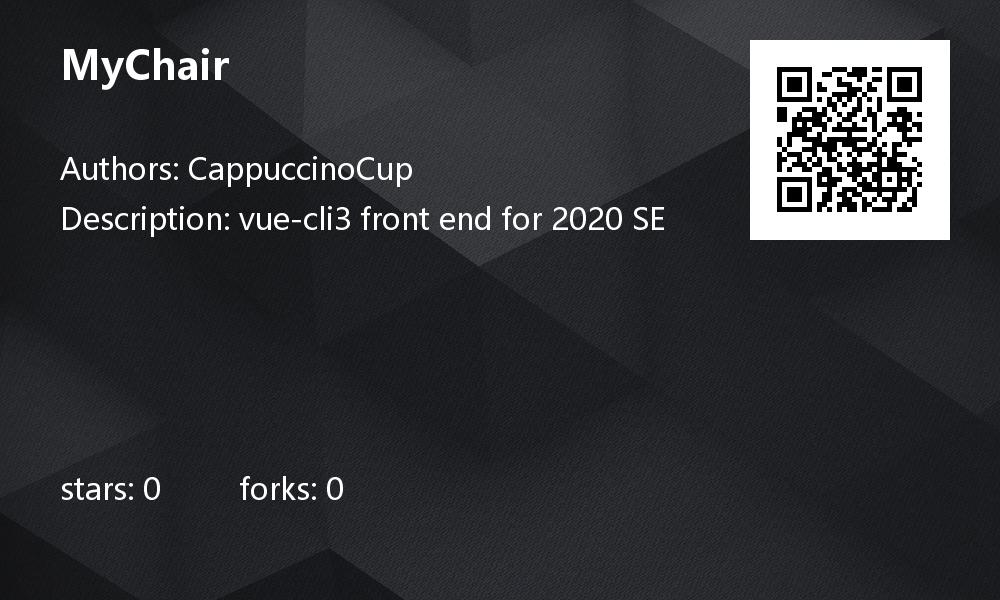 MyChair
Authors: CappuccinoCup
Description: vue-cli3 front end for 2020 SE
stars: 0 forks: 0